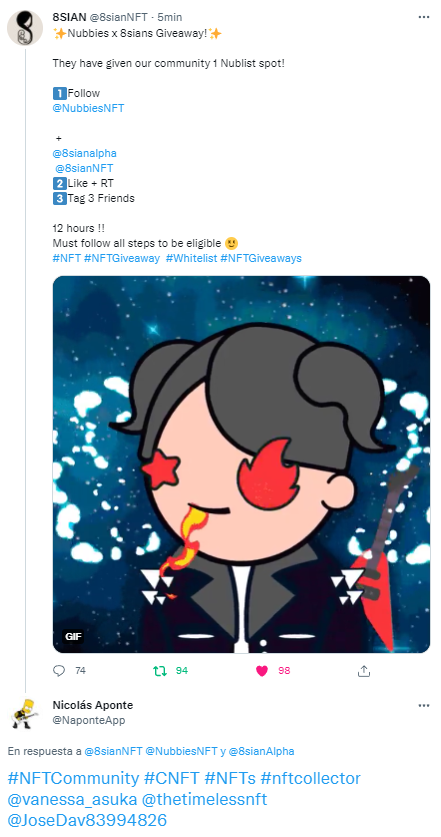 8SIAN @8sianNFT · 5min
✨Nubbies x 8sians Giveaway!✨
They have given our community 1 Nublist spot!
1️⃣Follow
@NubbiesNFT
+
@8sianalpha
@8sianNFT
2️⃣Like + RT
3️⃣Tag 3 Friends
12 hours !!
Must follow all steps to be eligible 😃
#NFT #NFTGiveaway #Whitelist #NFTGiveaways
GIF
74 94 98
Nicolás Aponte
@NaponteApp
En respuesta a @8sianNFT @NubbiesNFT y @8sianAlpha
#NFTCommunity #CNFT #NFTs #nftcollector
@vanessa_asuka @thetimelessnft
@JoseDav83994826